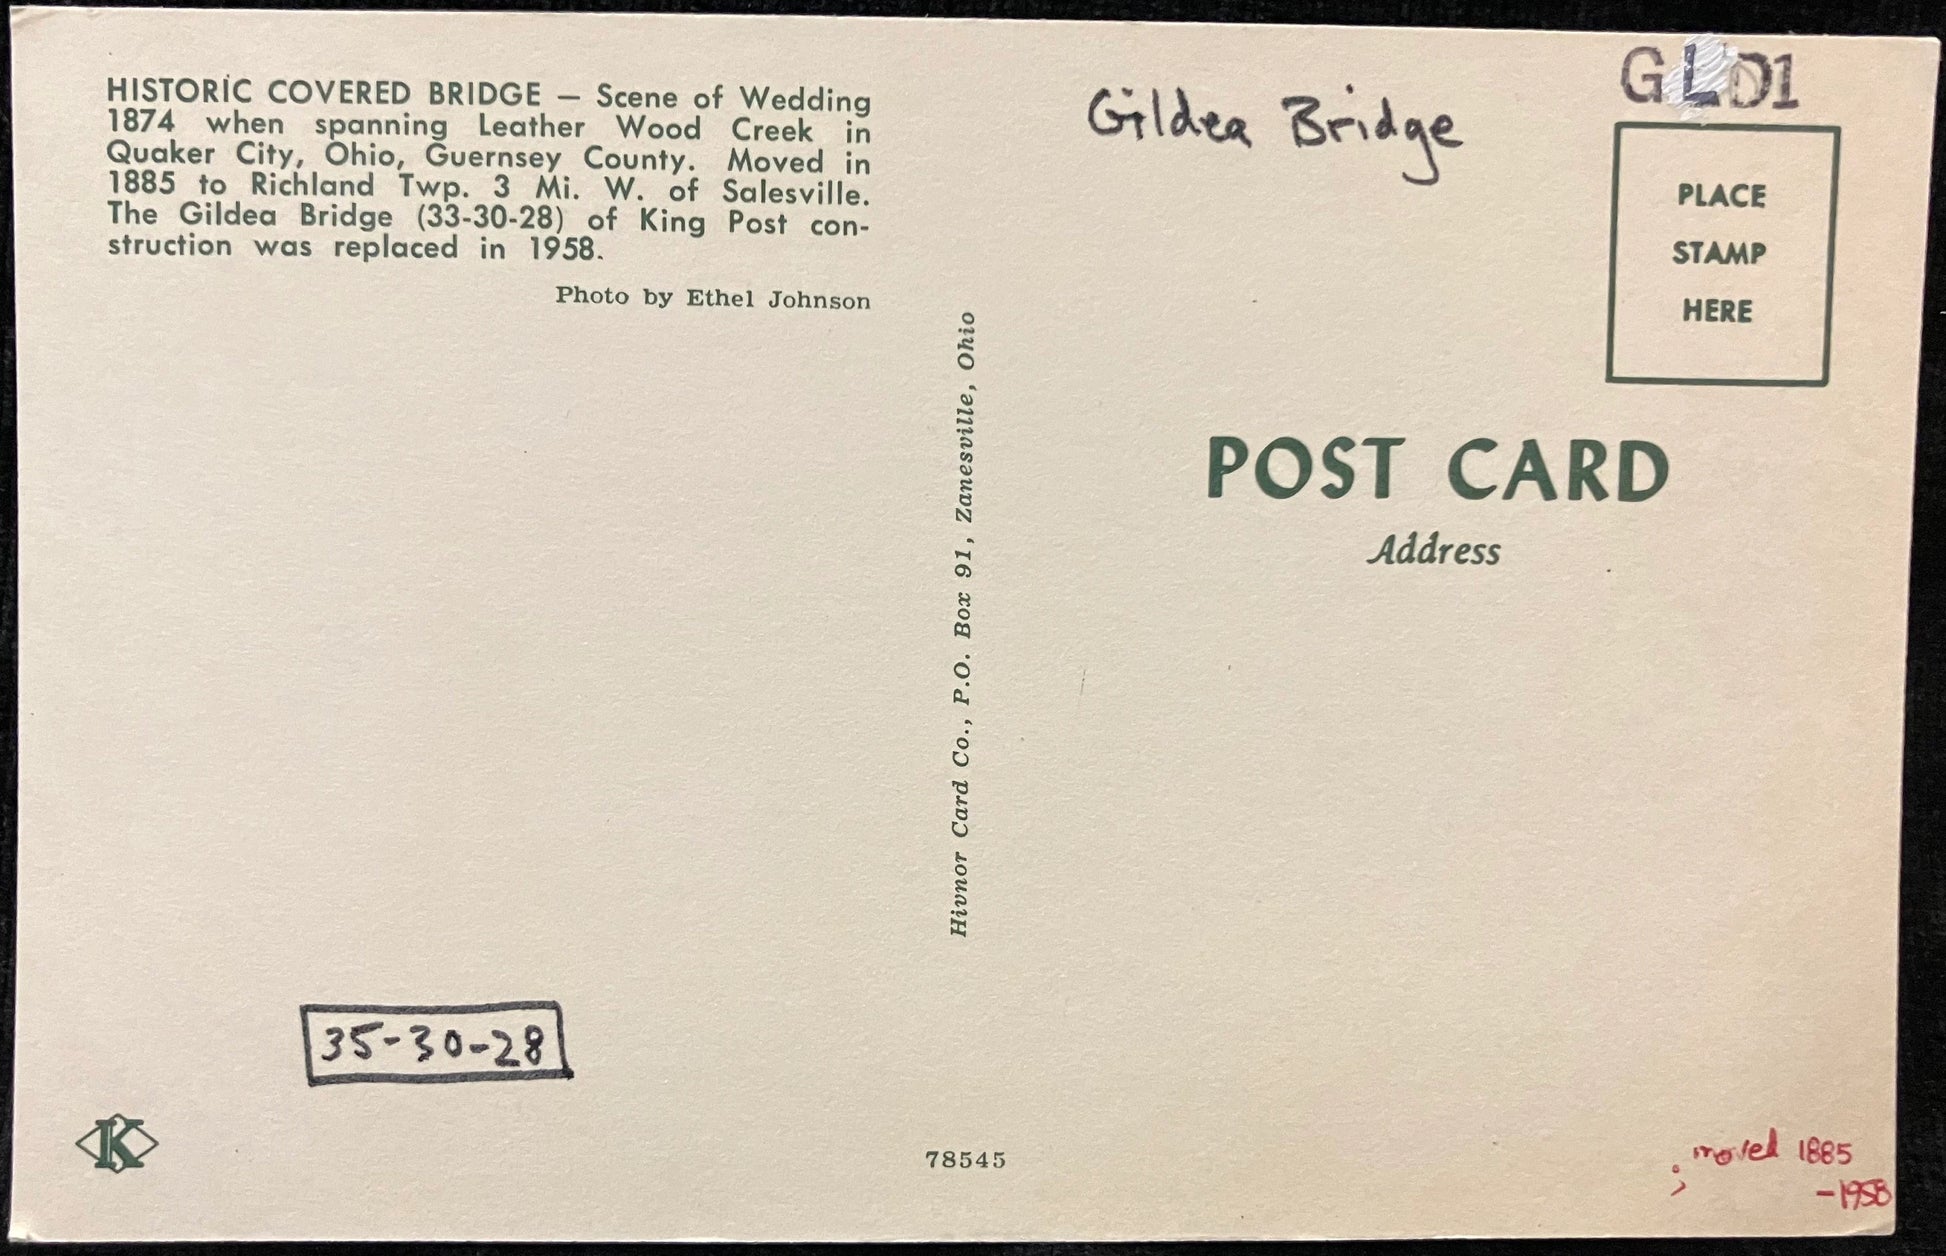 HISTORIC COVERED BRIDGE — Scene of Wedding
1874 when spanning Leather Wood Creek in
Quaker City, Ohio, Guernsey County. Moved in
1885 to Richland Twp. 3 Mi. W. of Salesville.
The Gildea Bridge (33-30-28) of King Post con-
struction was replaced in 1958.
Photo by Ethel Johnson
Hivnor Card Co., P.O. Box 91, Zanesville, Ohio
Gildea Bridge
GLD1
PLACE
STAMP
HERE
POST CARD
Address
35-30-28
K
78545
; moved 1885
-1958